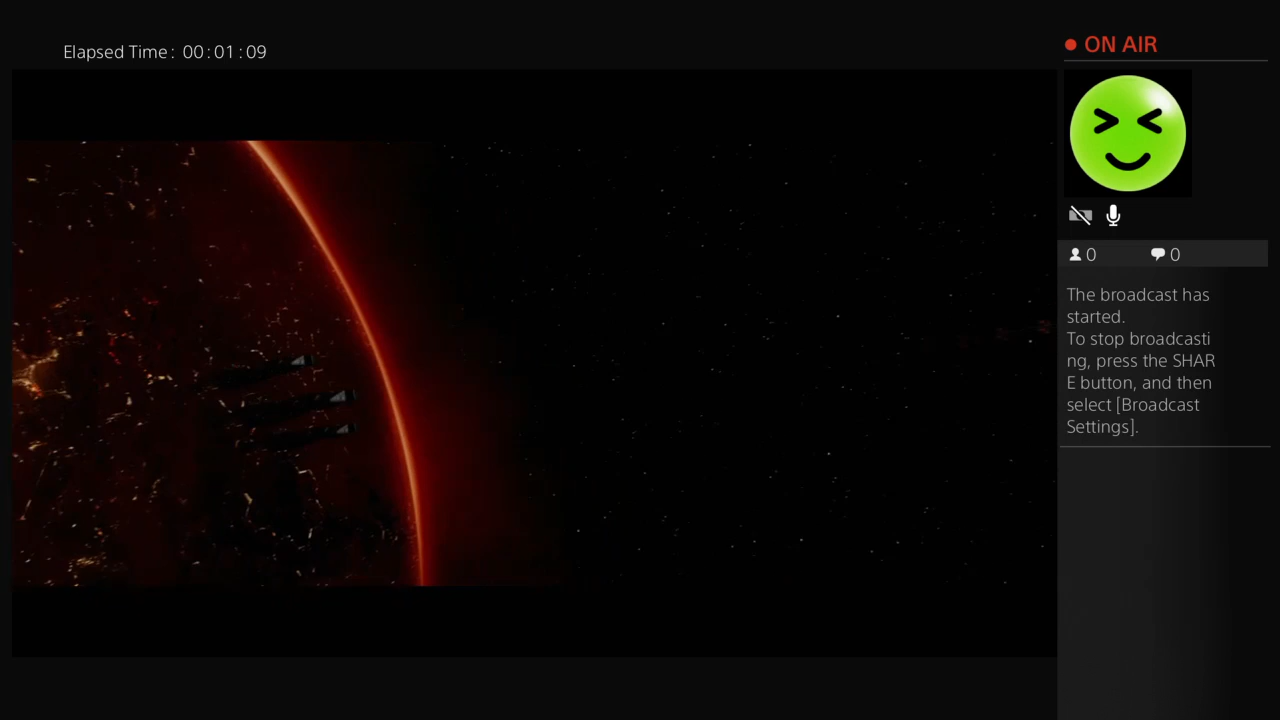 Elapsed Time: 00:01:09
ON AIR
0 0
The broadcast has
started.
To stop broadcasti
ng, press the SHAR
E button, and then
select [Broadcast
Settings].